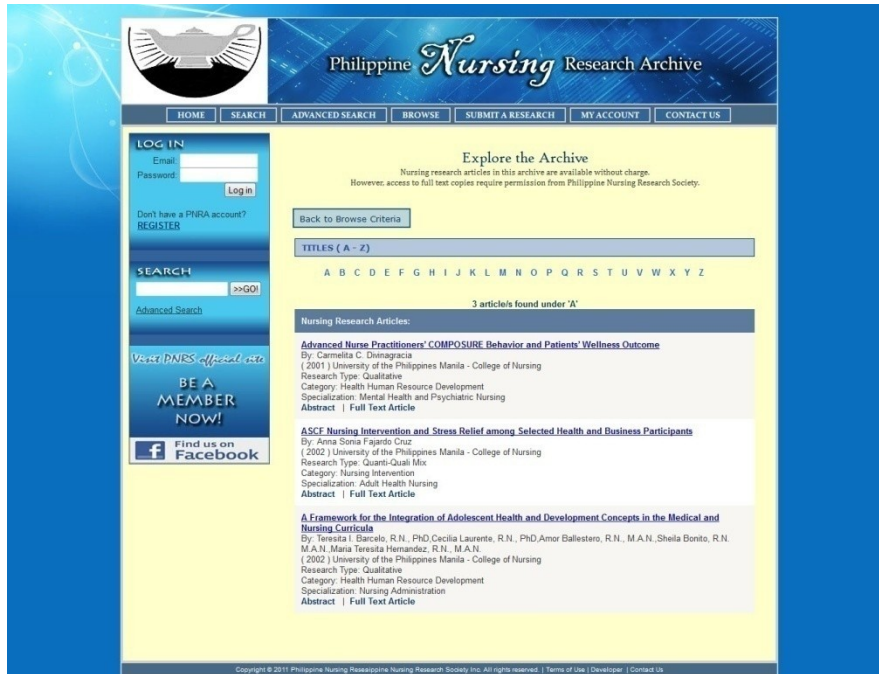 Philippine Nursing Research Archive
HOME SEARCH ADVANCED SEARCH BROWSE SUBMIT A RESEARCH MY ACCOUNT CONTACT US
LOG IN
Email:
Password:
Log in
Don't have a PNRA account?
REGISTER
SEARCH
>>GO!
Advanced Search
Visit PNRS official site
BE A
MEMBER
NOW!
Find us on
Facebook
Explore the Archive
Nursing research articles in this archive are available without charge.
However, access to full text copies require permission from Philippine Nursing Research Society.
Back to Browse Criteria
TITLES ( A - Z)
A B C D E F G H I J K L M N O P Q R S T U V W X Y Z
3 article/s found under 'A'
Nursing Research Articles:
Advanced Nurse Practitioners' COMPOSURE Behavior and Patients' Wellness Outcome
By: Carmelita C. Divinagracia
( 2001 ) University of the Philippines Manila - College of Nursing
Research Type: Qualitative
Category: Health Human Resource Development
Specialization: Mental Health and Psychiatric Nursing
Abstract | Full Text Article
ASCF Nursing Intervention and Stress Relief among Selected Health and Business Participants
By: Anna Sonia Fajardo Cruz
( 2002 ) University of the Philippines Manila - College of Nursing
Research Type: Quanti-Quali Mix
Category: Nursing Intervention
Specialization: Adult Health Nursing
Abstract | Full Text Article
A Framework for the Integration of Adolescent Health and Development Concepts in the Medical and
Nursing Curricula
By: Teresita I. Barcelo, R.N., PhD,Cecilia Laurente, R.N., PhD,Amor Ballestero, R.N., M.A.N.,Sheila Bonito, R.N.
M.A.N.,Maria Teresita Hernandez, R.N., M.A.N.
( 2002 ) University of the Philippines Manila - College of Nursing
Research Type: Qualitative
Category: Health Human Resource Development
Specialization: Nursing Administration
Abstract | Full Text Article
Copyright © 2011 Philippine Nursing Reseaippine Nursing Research Society Inc. All rights reserved. | Terms of Use | Developer | Contact Us